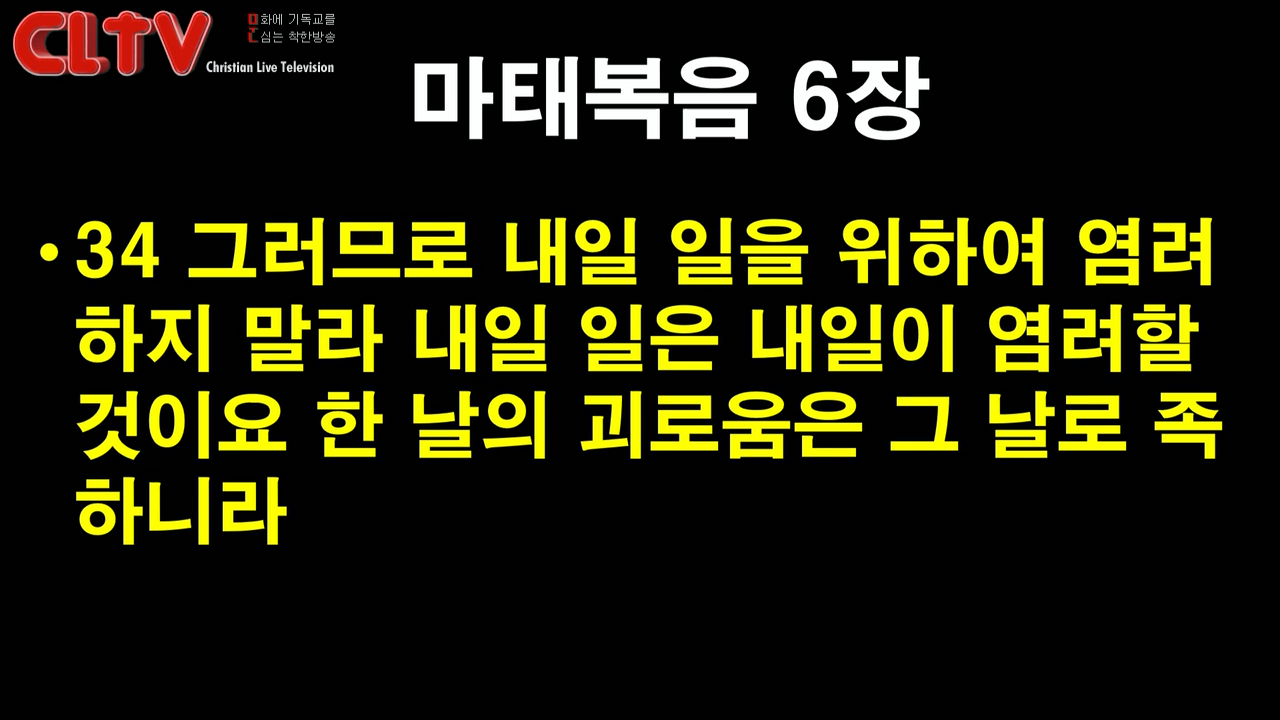 CLTV
문화에 기독교를
심는 착한방송
Christian Live Television
마태복음 6장
• 34 그러므로 내일 일을 위하여 염려
하지 말라 내일 일은 내일이 염려할
것이요 한 날의 괴로움은 그 날로 족
하니라